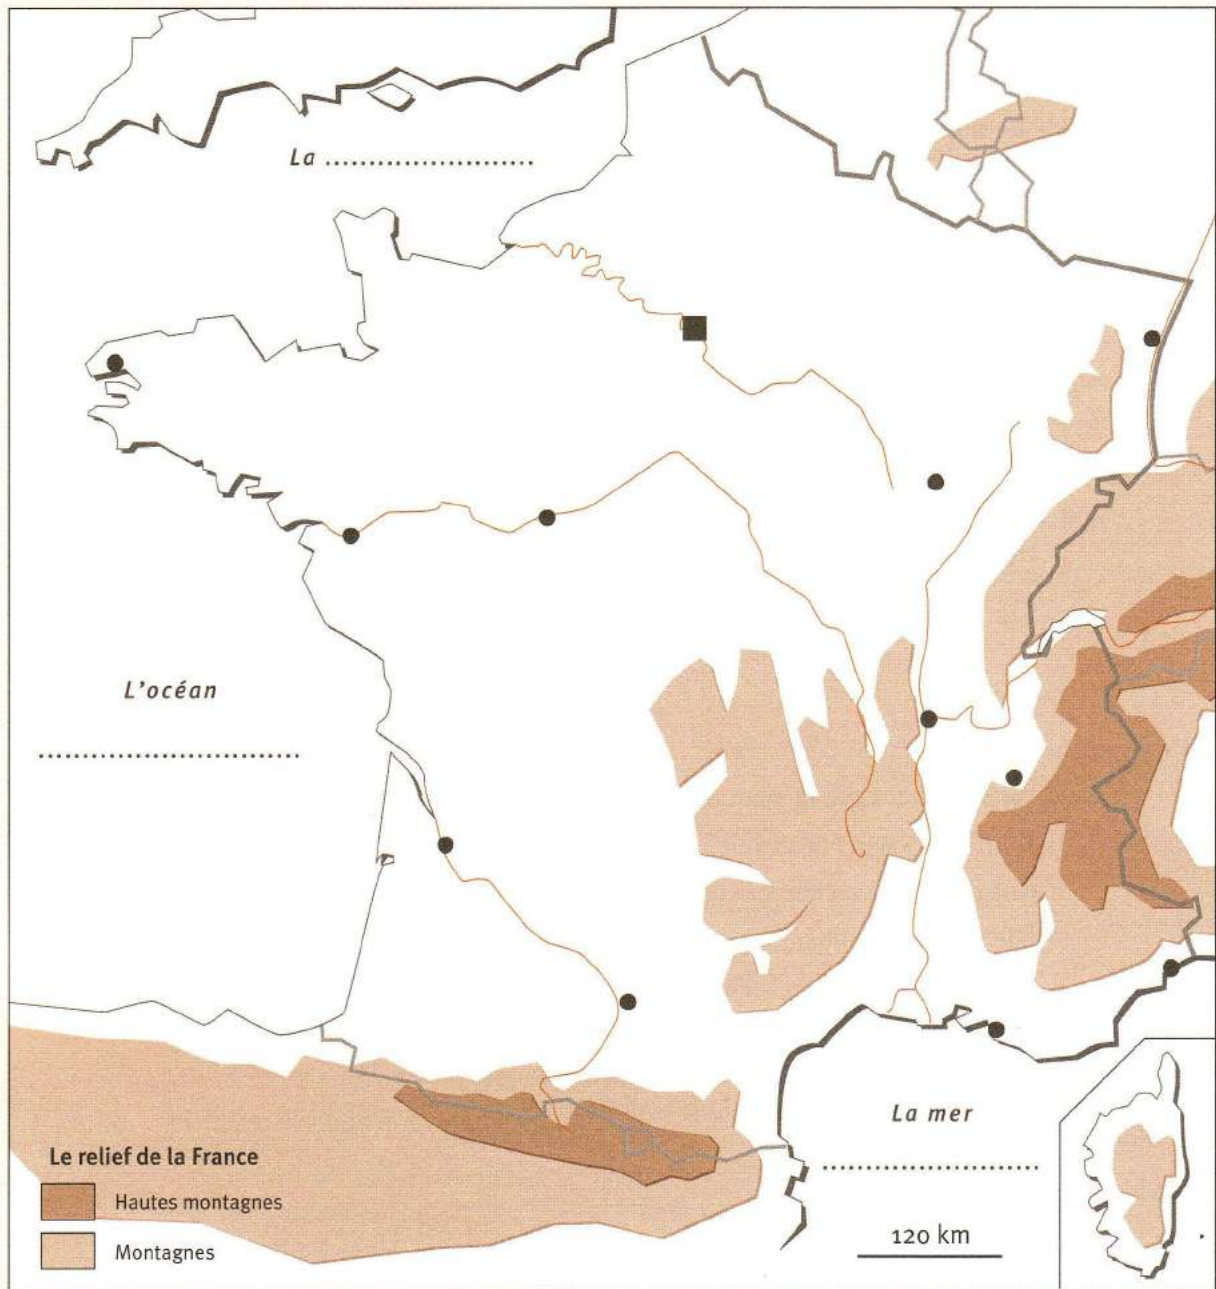 La ........................
L'océan
..............................
La mer
.........................
Le relief de la France
Hautes montagnes
Montagnes
120 km